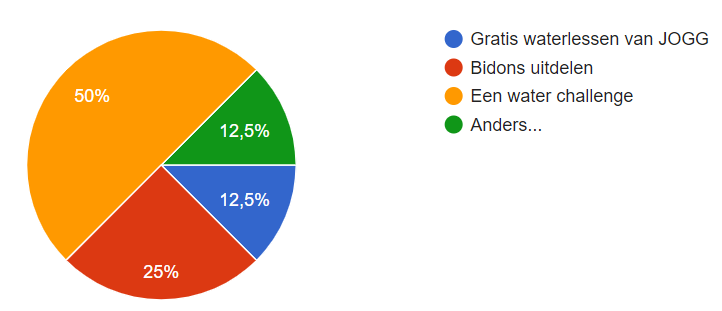 Gratis waterlessen van JOGG
Bidons uitdelen
Een water challenge
Anders...
50%
12,5%
12,5%
25%